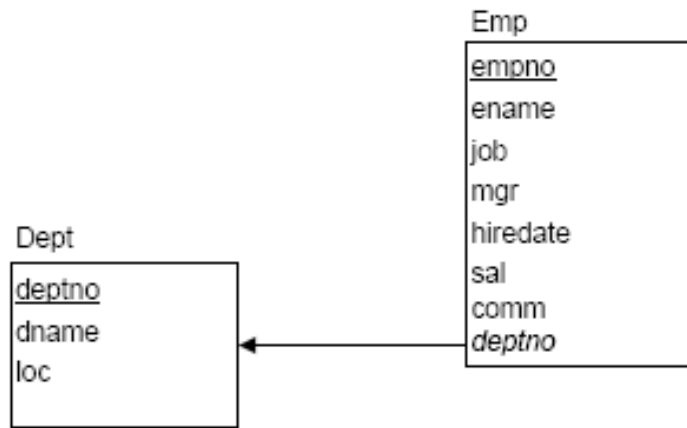 Emp
empno
ename
job
mgr
hiredate
sal
comm
deptno
Dept
deptno
dname
loc